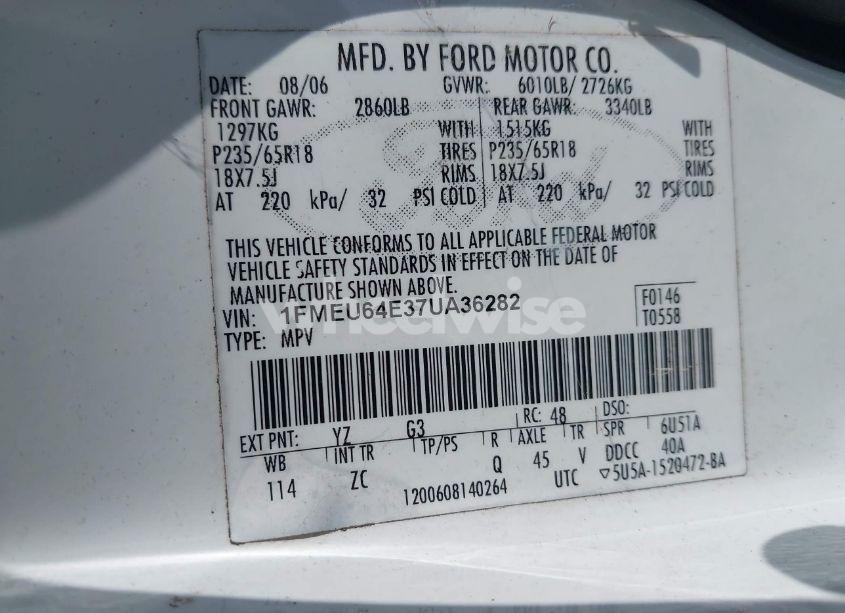 MFD. BY FORD MOTOR CO.
DATE: 08/06 GVWR: 6010LB/ 2726KG
FRONT GAWR: 2860LB REAR GAWR: 3340LB
1297KG WITH 1515KG WITH
P235/65R18 TIRES P235/65R18 TIRES
18X7.5J RIMS 18X7.5J RIMS
AT 220 kPa/ 32 PSI COLD AT 220 kPa/ 32 PSI COLD
Ford
THIS VEHICLE CONFORMS TO ALL APPLICABLE FEDERAL MOTOR
VEHICLE SAFETY STANDARDS IN EFFECT ON THE DATE OF
MANUFACTURE SHOWN ABOVE.
VIN: 1FMEU64E37UA36282 F0146
TYPE: MPV T0558
wheelwise
EXT PNT: YZ G3 RC: 48 DSO:
WB INT TR TP/PS R AXLE TR SPR 6U51A
114 ZC Q 45 V DDCC 40A
1200608140264 UTC ▽5U5A-1520472-BA